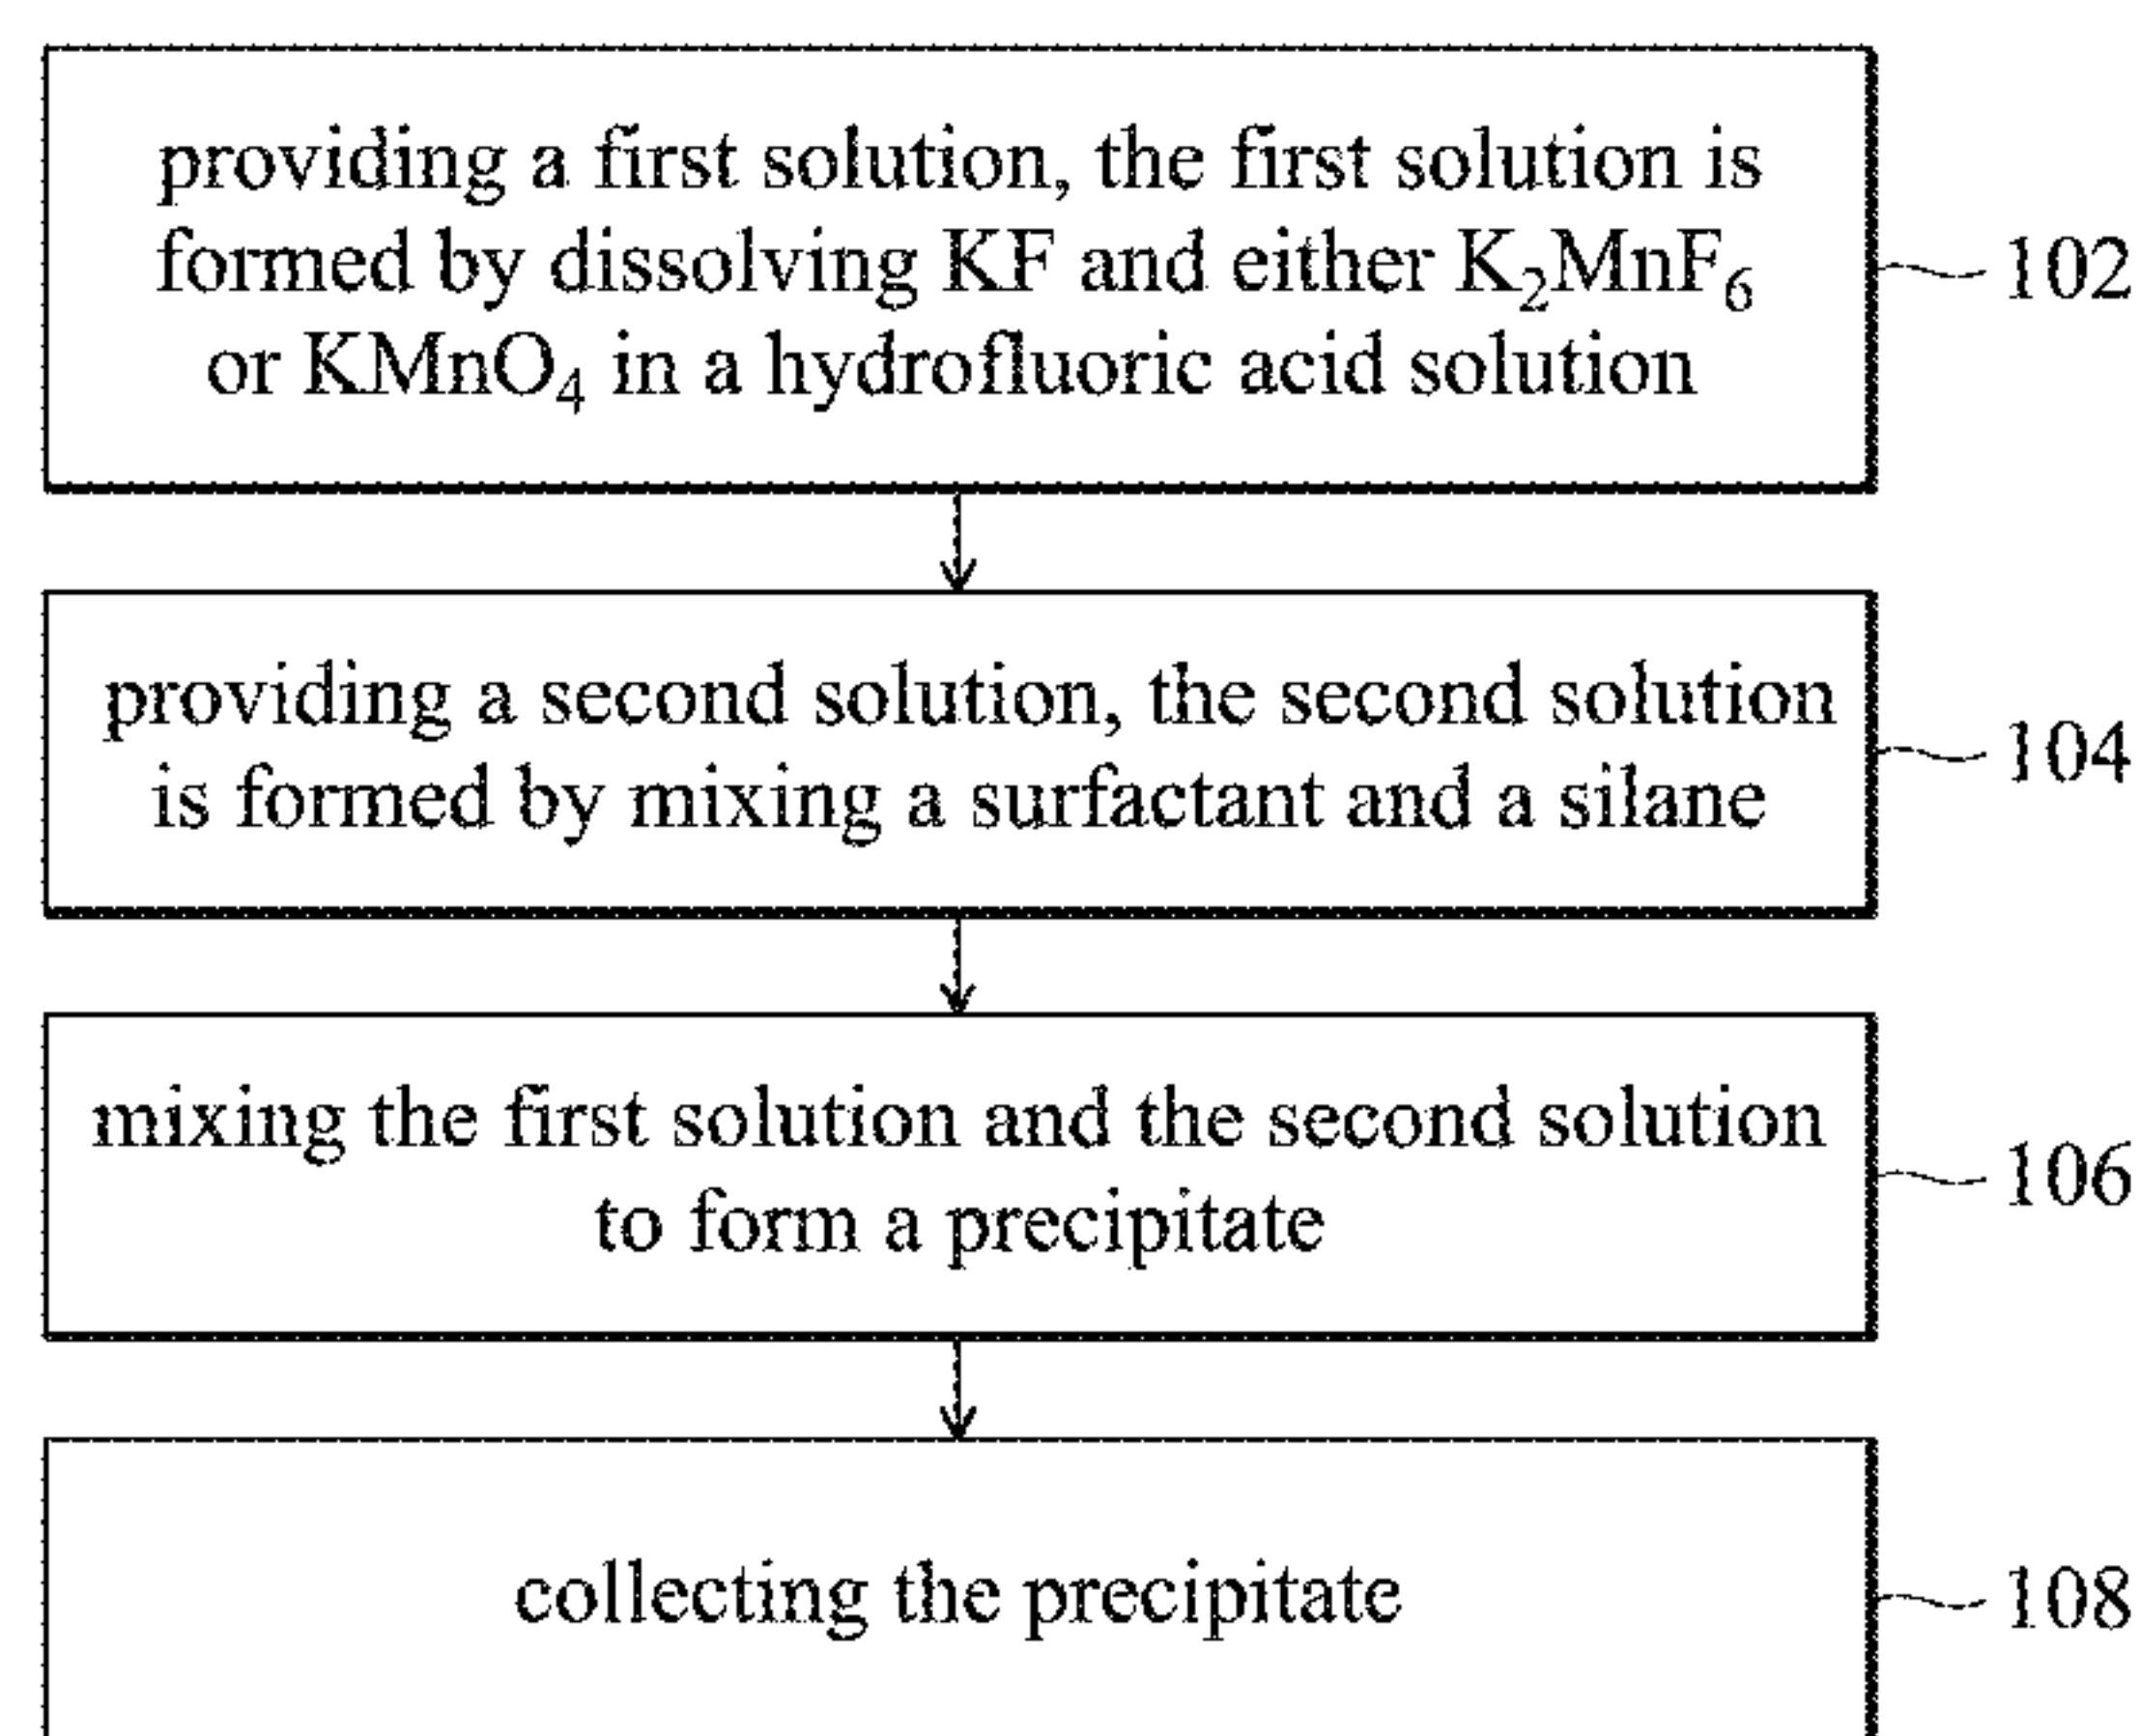 providing a first solution, the first solution is
formed by dissolving KF and either K₂MnF₆
or KMnO₄ in a hydrofluoric acid solution
102
providing a second solution, the second solution
is formed by mixing a surfactant and a silane
104
mixing the first solution and the second solution
to form a precipitate
106
collecting the precipitate
108